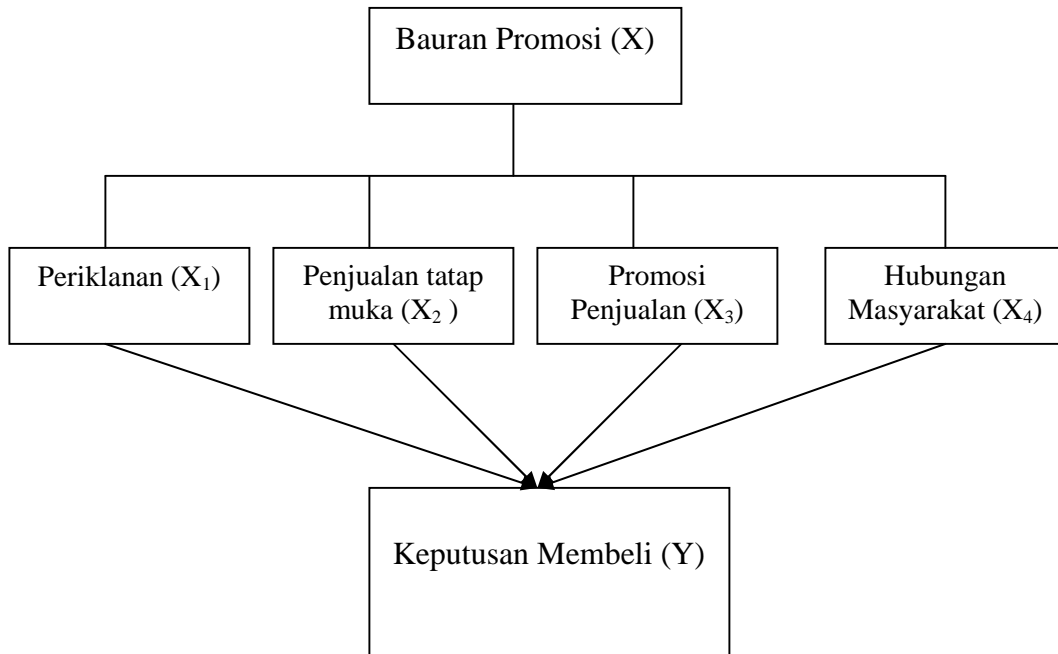 Bauran Promosi (X)
Periklanan (X₁)
Penjualan tatap
muka (X₂ )
Promosi
Penjualan (X₃)
Hubungan
Masyarakat (X₄)
Keputusan Membeli (Y)